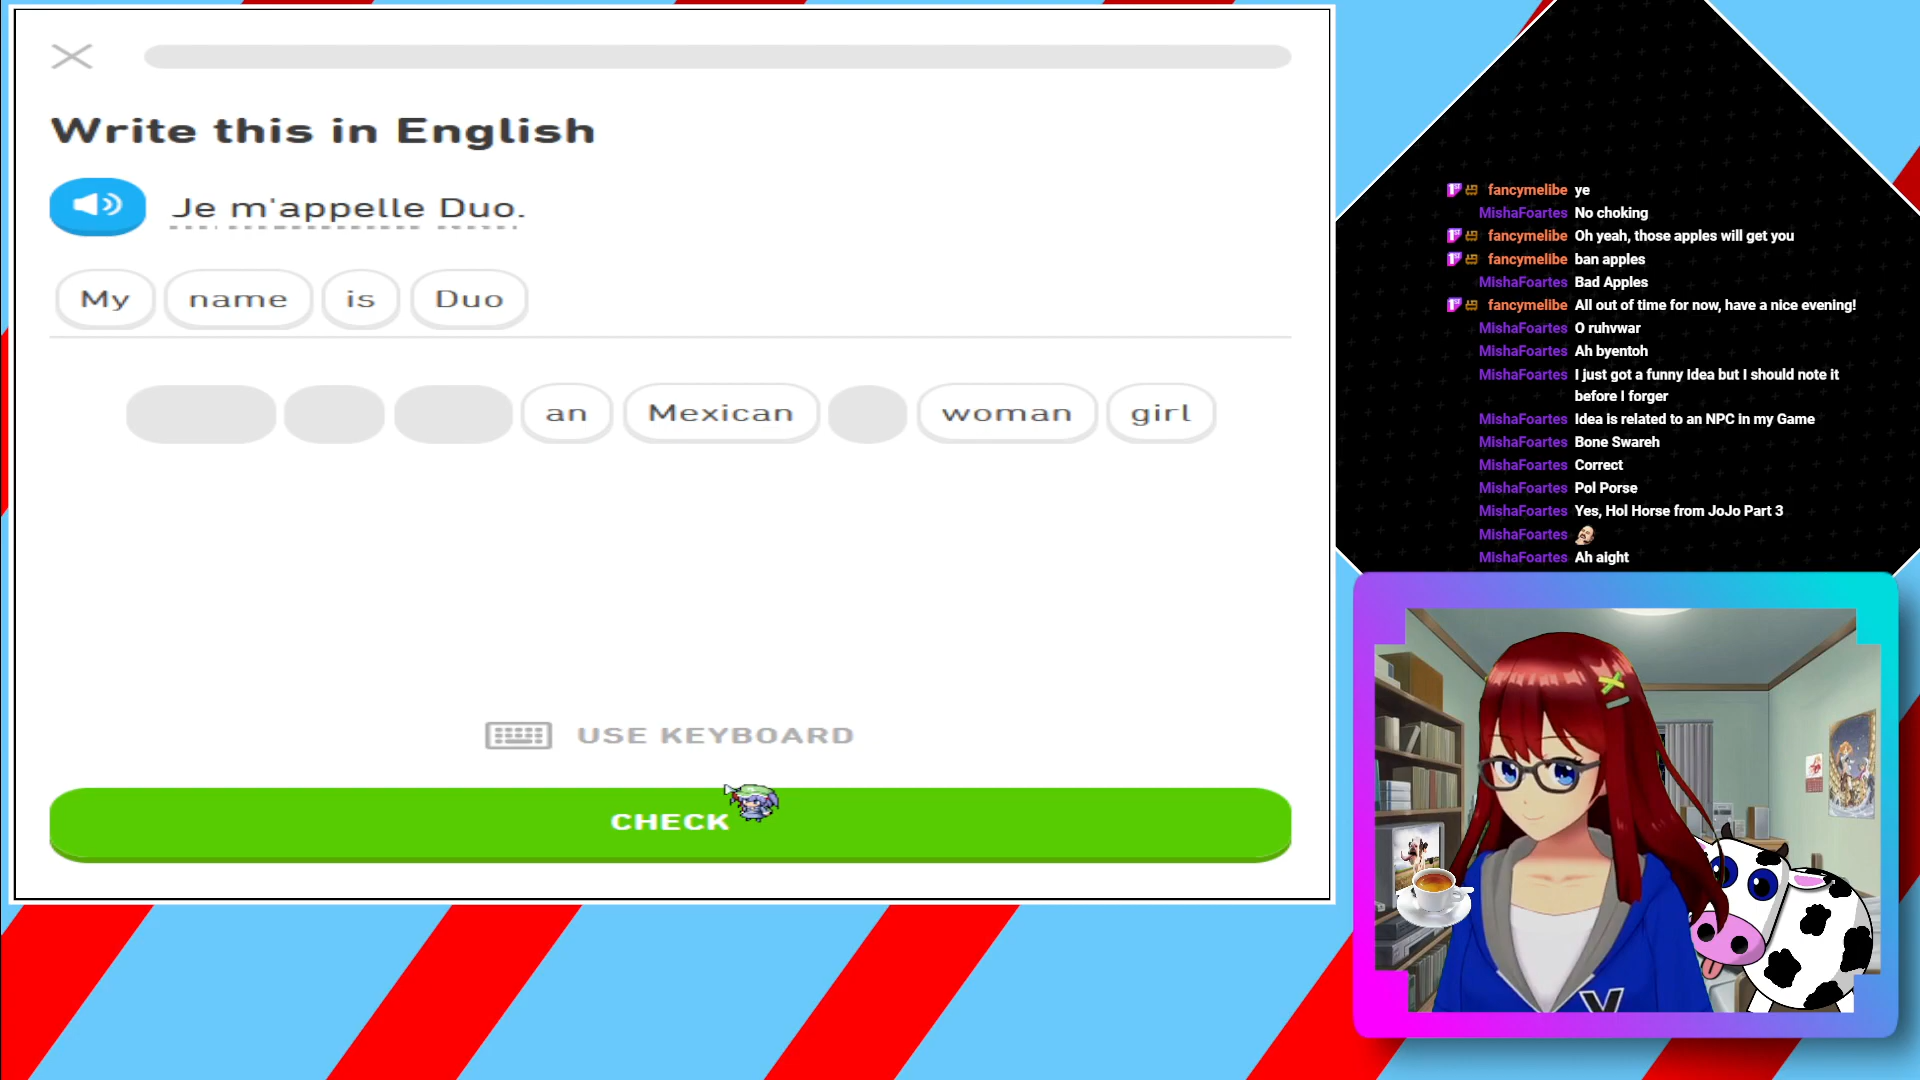 Write this in English
Je m'appelle Duo.
My name is Duo
an Mexican woman girl
USE KEYBOARD
CHECK
fancymelibe ye
MishaFoartes No choking
fancymelibe Oh yeah, those apples will get you
fancymelibe ban apples
MishaFoartes Bad Apples
fancymelibe All out of time for now, have a nice evening!
MishaFoartes O ruhvwar
MishaFoartes Ah byentoh
MishaFoartes I just got a funny Idea but I should note it
before I forger
MishaFoartes Idea is related to an NPC in my Game
MishaFoartes Bone Swareh
MishaFoartes Correct
MishaFoartes Pol Porse
MishaFoartes Yes, Hol Horse from JoJo Part 3
MishaFoartes
MishaFoartes Ah aight